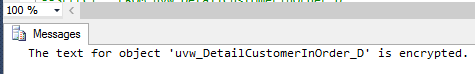 100 %
Messages
The text for object 'uvw_DetailCustomerInOrder_D' is encrypted.